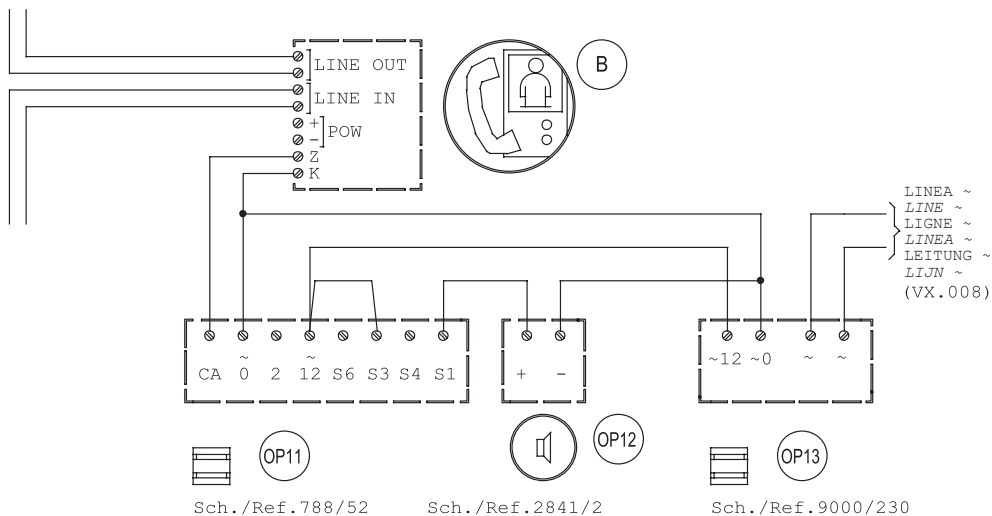 LINE OUT
B
LINE IN
+
POW
-
Z
K
LINEA ~
LINE ~
LIGNE ~
LINEA ~
LEITUNG ~
LIJN ~
(VX.008)
~ ~
CA 0 2 12 S6 S3 S4 S1
+ -
~12 ~0 ~ ~
OP11
OP12
OP13
Sch./Ref.788/52
Sch./Ref.2841/2
Sch./Ref.9000/230